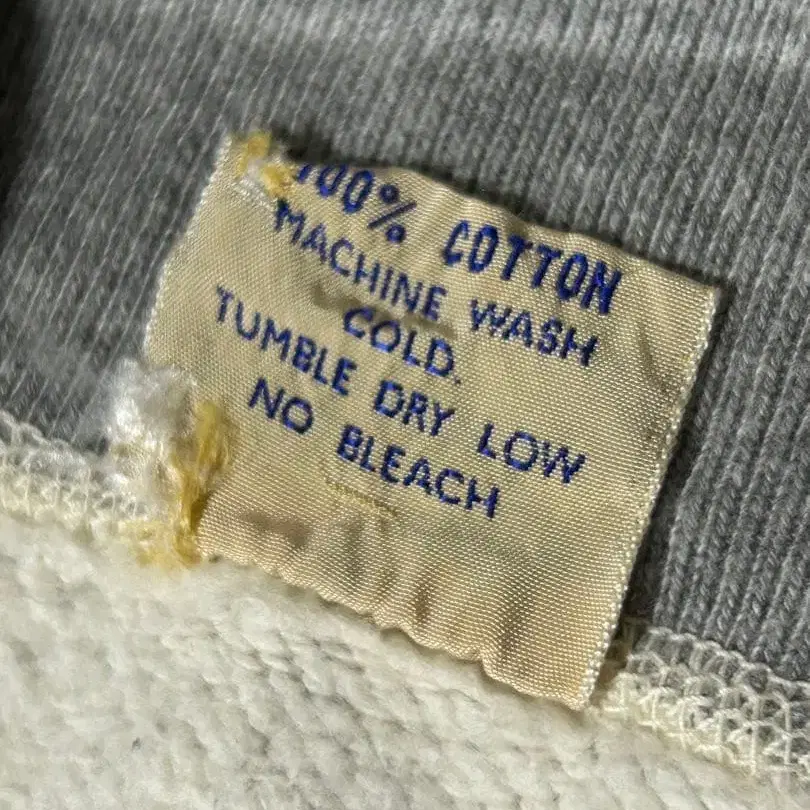 100% COTTON
MACHINE WASH
COLD.
TUMBLE DRY LOW
NO BLEACH